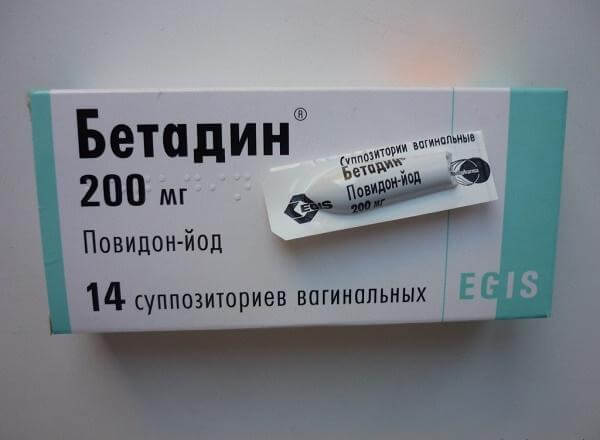 Бетадин®
200 мг
Повидон-йод
14 суппозиториев вагинальных
EGIS
Суппозитории вагинальные
Бетадин
Повидон-йод
200 мг
EGIS